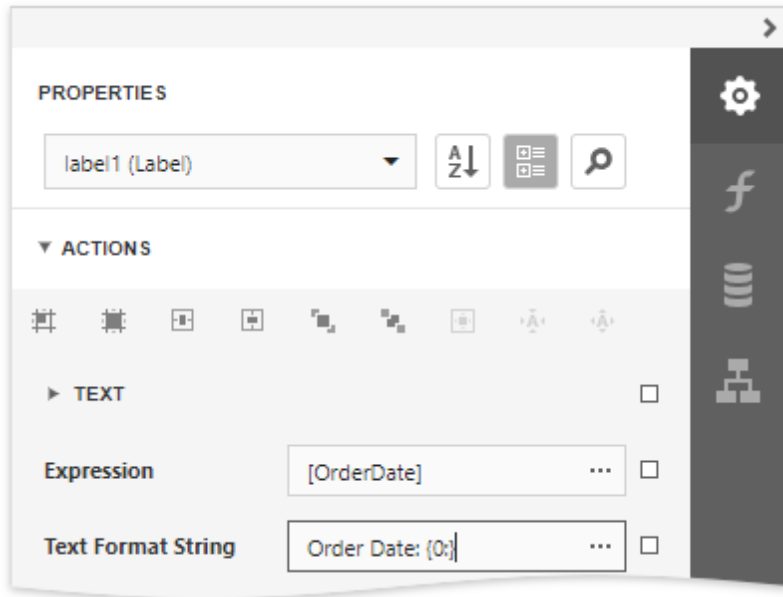 PROPERTIES
label1 (Label)
A
Z
ACTIONS
A
A
TEXT
Expression
[OrderDate]
...
Text Format String
Order Date: {0:}
...